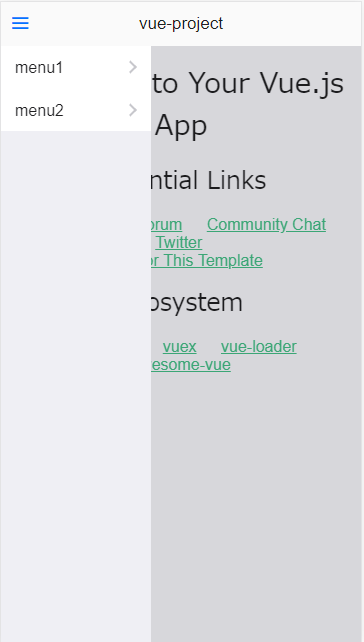 vue-project
menu1
menu2
to Your Vue.js
App
ntial Links
orum Community Chat
Twitter
or This Template
osystem
vuex vue-loader
esome-vue